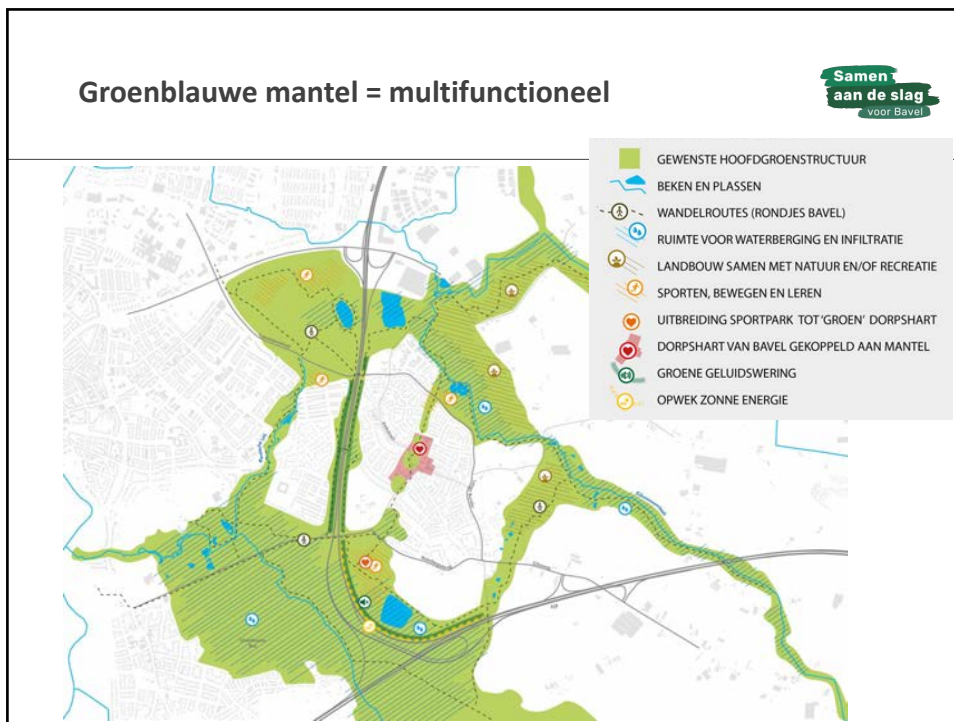 Groenblauwe mantel = multifunctioneel
Samen
aan de slag
voor Bavel
GEWENSTE HOOFDGROENSTRUCTUUR
BEKEN EN PLASSEN
WANDELROUTES (RONDJES BAVEL)
RUIMTE VOOR WATERBERGING EN INFILTRATIE
LANDBOUW SAMEN MET NATUUR EN/OF RECREATIE
SPORTEN, BEWEGEN EN LEREN
UITBREIDING SPORTPARK TOT 'GROEN' DORPSHART
DORPSHART VAN BAVEL GEKOPPELD AAN MANTEL
GROENE GELUIDSWERING
OPWEK ZONNE ENERGIE